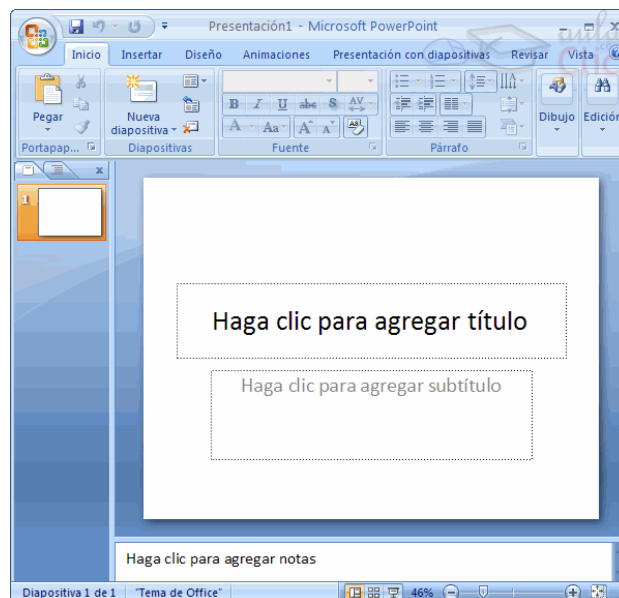 Presentación1 - Microsoft PowerPoint
Inicio Insertar Diseño Animaciones Presentación con diapositivas Revisar Vista
Pegar Nueva diapositiva Dibujo Edición
Portapap... Diapositivas Fuente Párrafo
1
Haga clic para agregar título
Haga clic para agregar subtítulo
Haga clic para agregar notas
Diapositiva 1 de 1 "Tema de Office" 46%